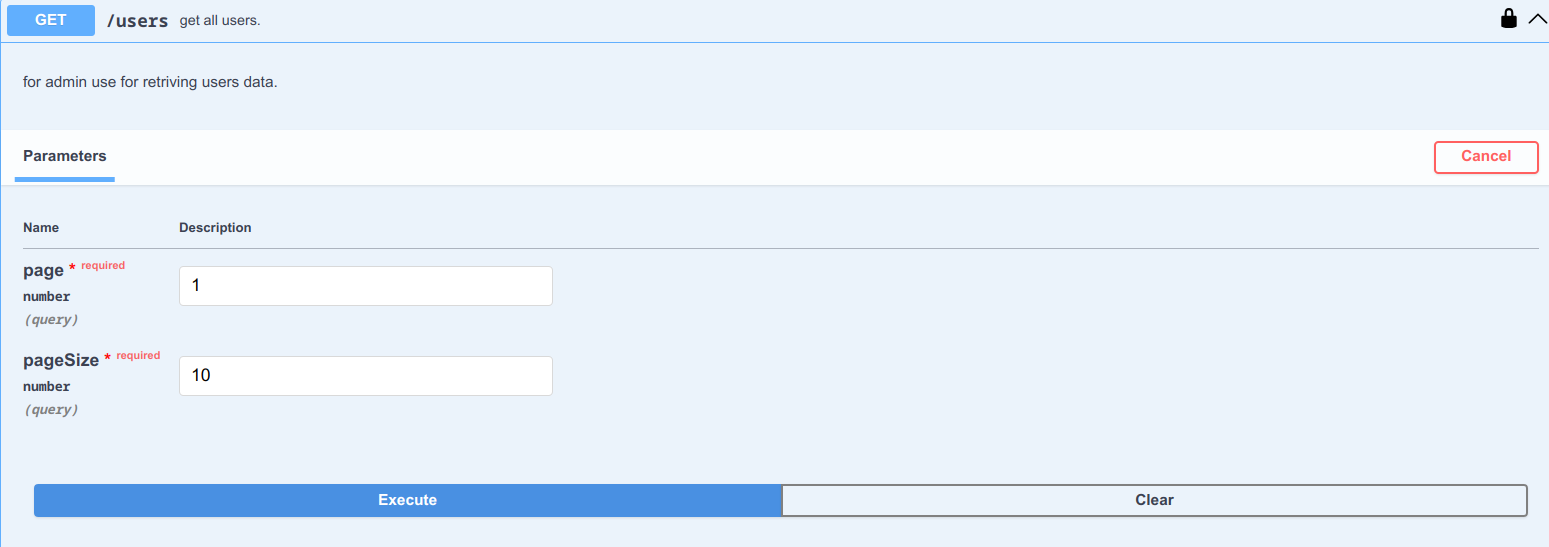 GET /users get all users.
for admin use for retriving users data.
Parameters Cancel
Name Description
page * required
1
number
(query)
pageSize * required
10
number
(query)
Execute Clear